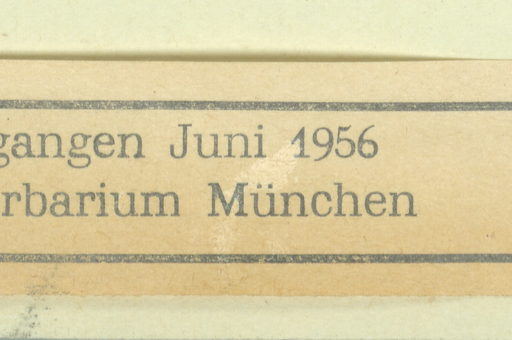 gangen Juni 1956
rbarium München